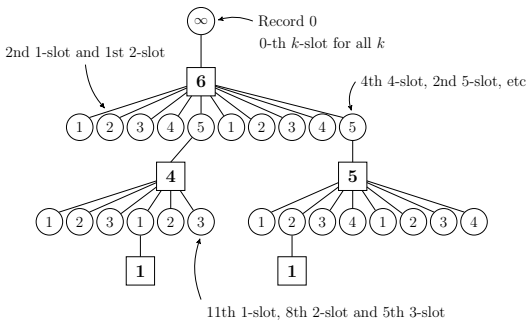 ∞
Record 0
0-th k-slot for all k
2nd 1-slot and 1st 2-slot
6
4th 4-slot, 2nd 5-slot, etc
1 2 3 4 5 1 2 3 4 5
4 5
1 2 3 1 2 3 1 2 3 4 1 2 3 4
1 1
11th 1-slot, 8th 2-slot and 5th 3-slot